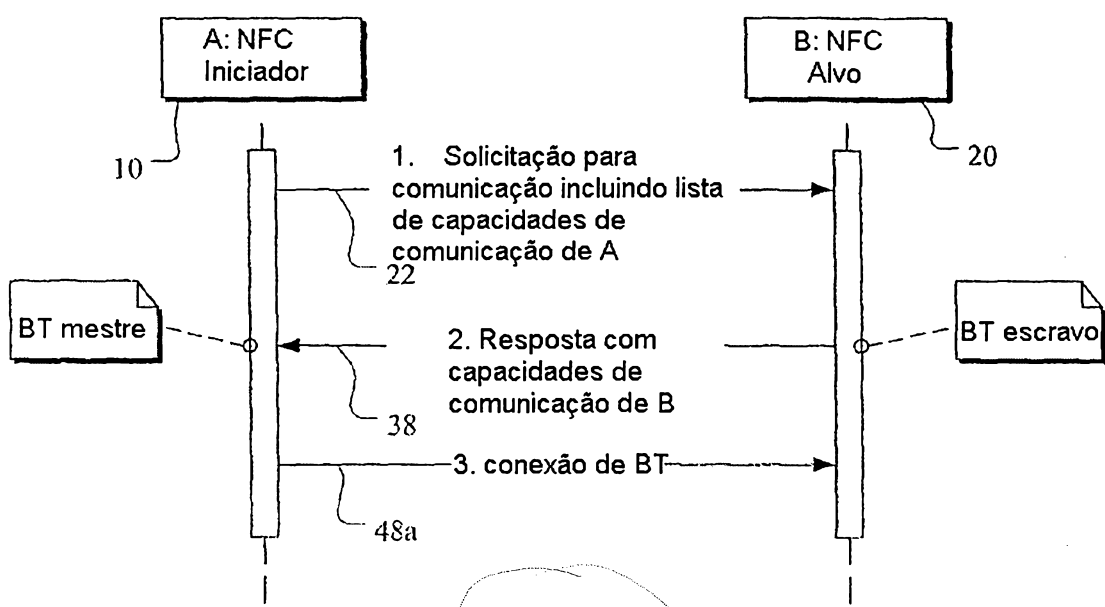 A: NFC
Iniciador
B: NFC
Alvo
10
20
1. Solicitação para
comunicação incluindo lista
de capacidades de
comunicação de A
22
BT mestre
BT escravo
2. Resposta com
capacidades de
comunicação de B
38
3. conexão de BT
48a